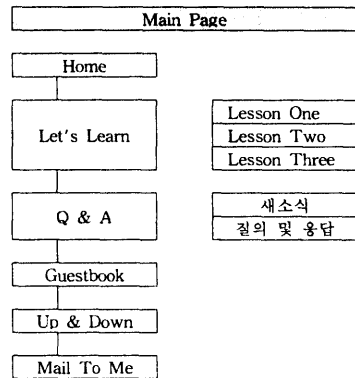 Main Page
Home
Let's Learn
Lesson One
Lesson Two
Lesson Three
Q & A
새소식
질의 및 응답
Guestbook
Up & Down
Mail To Me